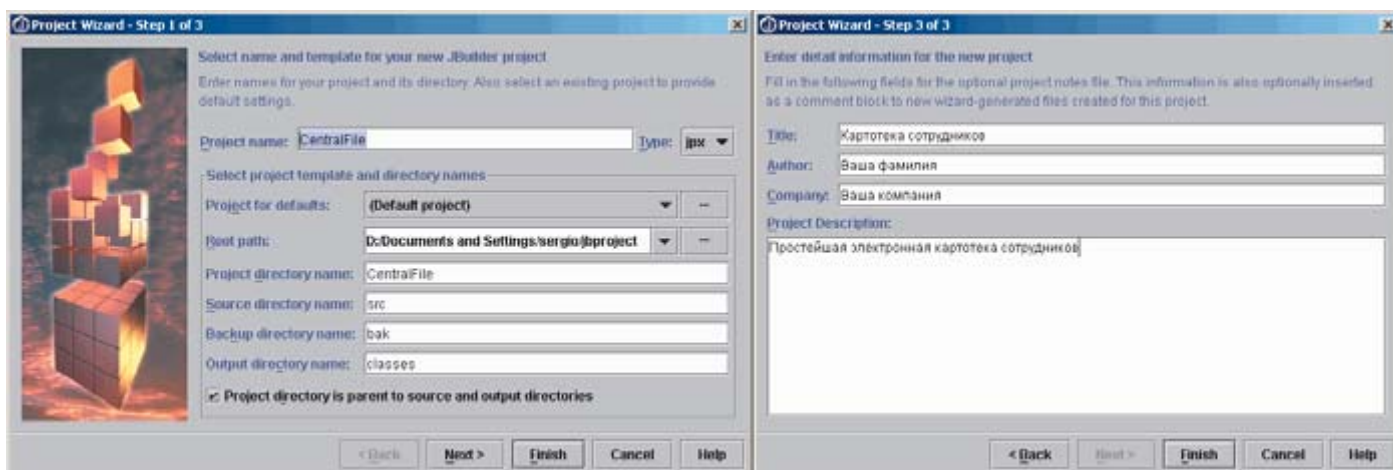 Project Wizard - Step 1 of 3
Select name and template for your new JBuilder project
Enter names for your project and its directory. Also select an existing project to provide
default settings.
Project name: CentralFile Type: jpx
Select project template and directory names
Project for defaults: (Default project) ...
Root path: D:/Documents and Settings/sergio/jbproject ...
Project directory name: CentralFile
Source directory name: src
Backup directory name: bak
Output directory name: classes
Project directory is parent to source and output directories
< Back Next > Finish Cancel Help
Project Wizard - Step 3 of 3
Enter detail information for the new project
Fill in the following fields for the optional project notes file. This information is also optionally inserted
as a comment block to new wizard-generated files created for this project.
Title: Картотека сотрудников
Author: Ваша фамилия
Company: Ваша компания
Project Description:
Простейшая электронная картотека сотрудников
< Back Next > Finish Cancel Help